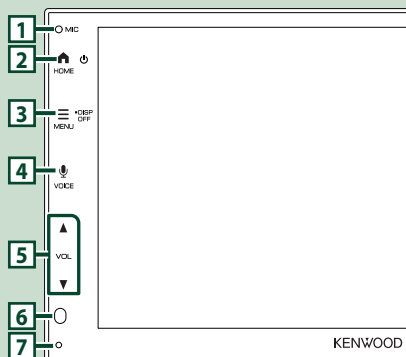 1 MIC
2
HOME
3 •DISP
OFF
MENU
4
VOICE
5 VOL
6
7
KENWOOD